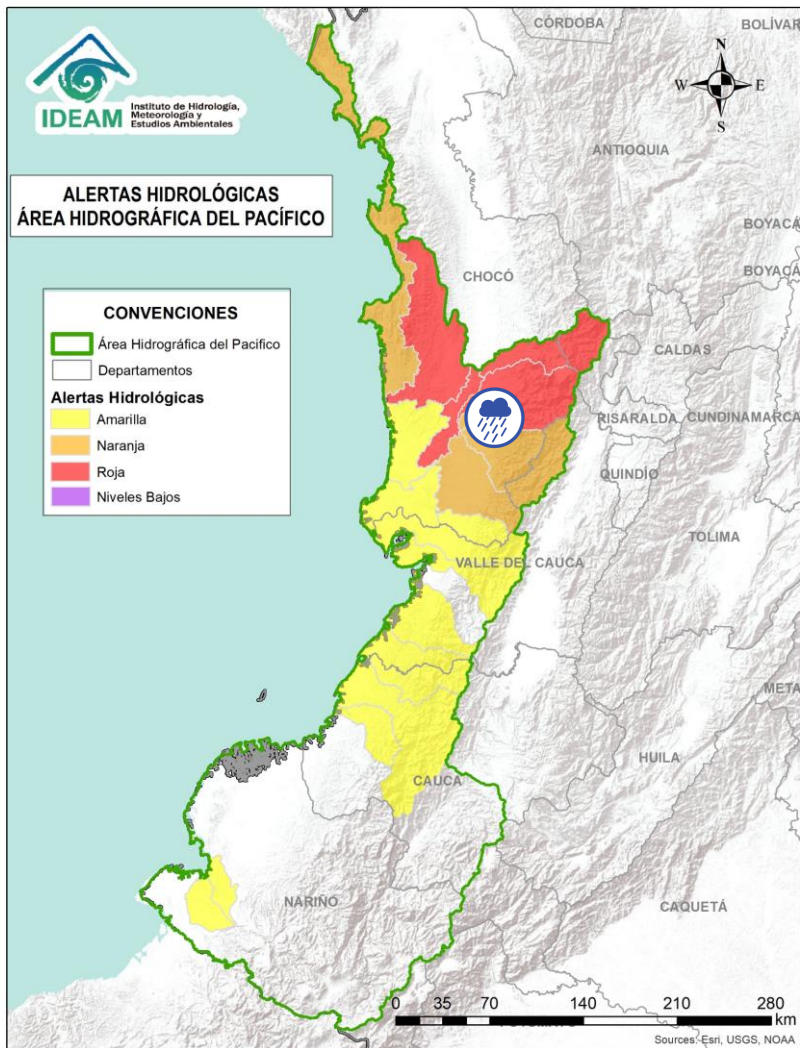 CÓRDOBA
BOLÍVAR
N
W
E
S
IDEAM
Instituto de Hidrología,
Meteorología y
Estudios Ambientales
ANTIOQUIA
ALERTAS HIDROLÓGICAS
ÁREA HIDROGRÁFICA DEL PACÍFICO
BOYACÁ
CHOCÓ
BOYACÁ
CONVENCIONES
Área Hidrográfica del Pacifico
Departamentos
Alertas Hidrológicas
Amarilla
Naranja
Roja
Niveles Bajos
CALDAS
RISARALDA
CUNDINAMARCA
QUINDÍO
TOLIMA
VALLE DEL CAUCA
META
HUILA
CAUCA
NARIÑO
CAQUETÁ
0 35 70 140 210 280
km
Sources: Esri, USGS, NOAA